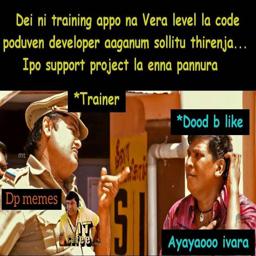 Dei ni training appo na Vera level la code
poduven developer aaganum sollitu thirenja...
Ipo support project la enna pannura
*Trainer
*Dood b like
Dp memes
Ayayaooo ivara